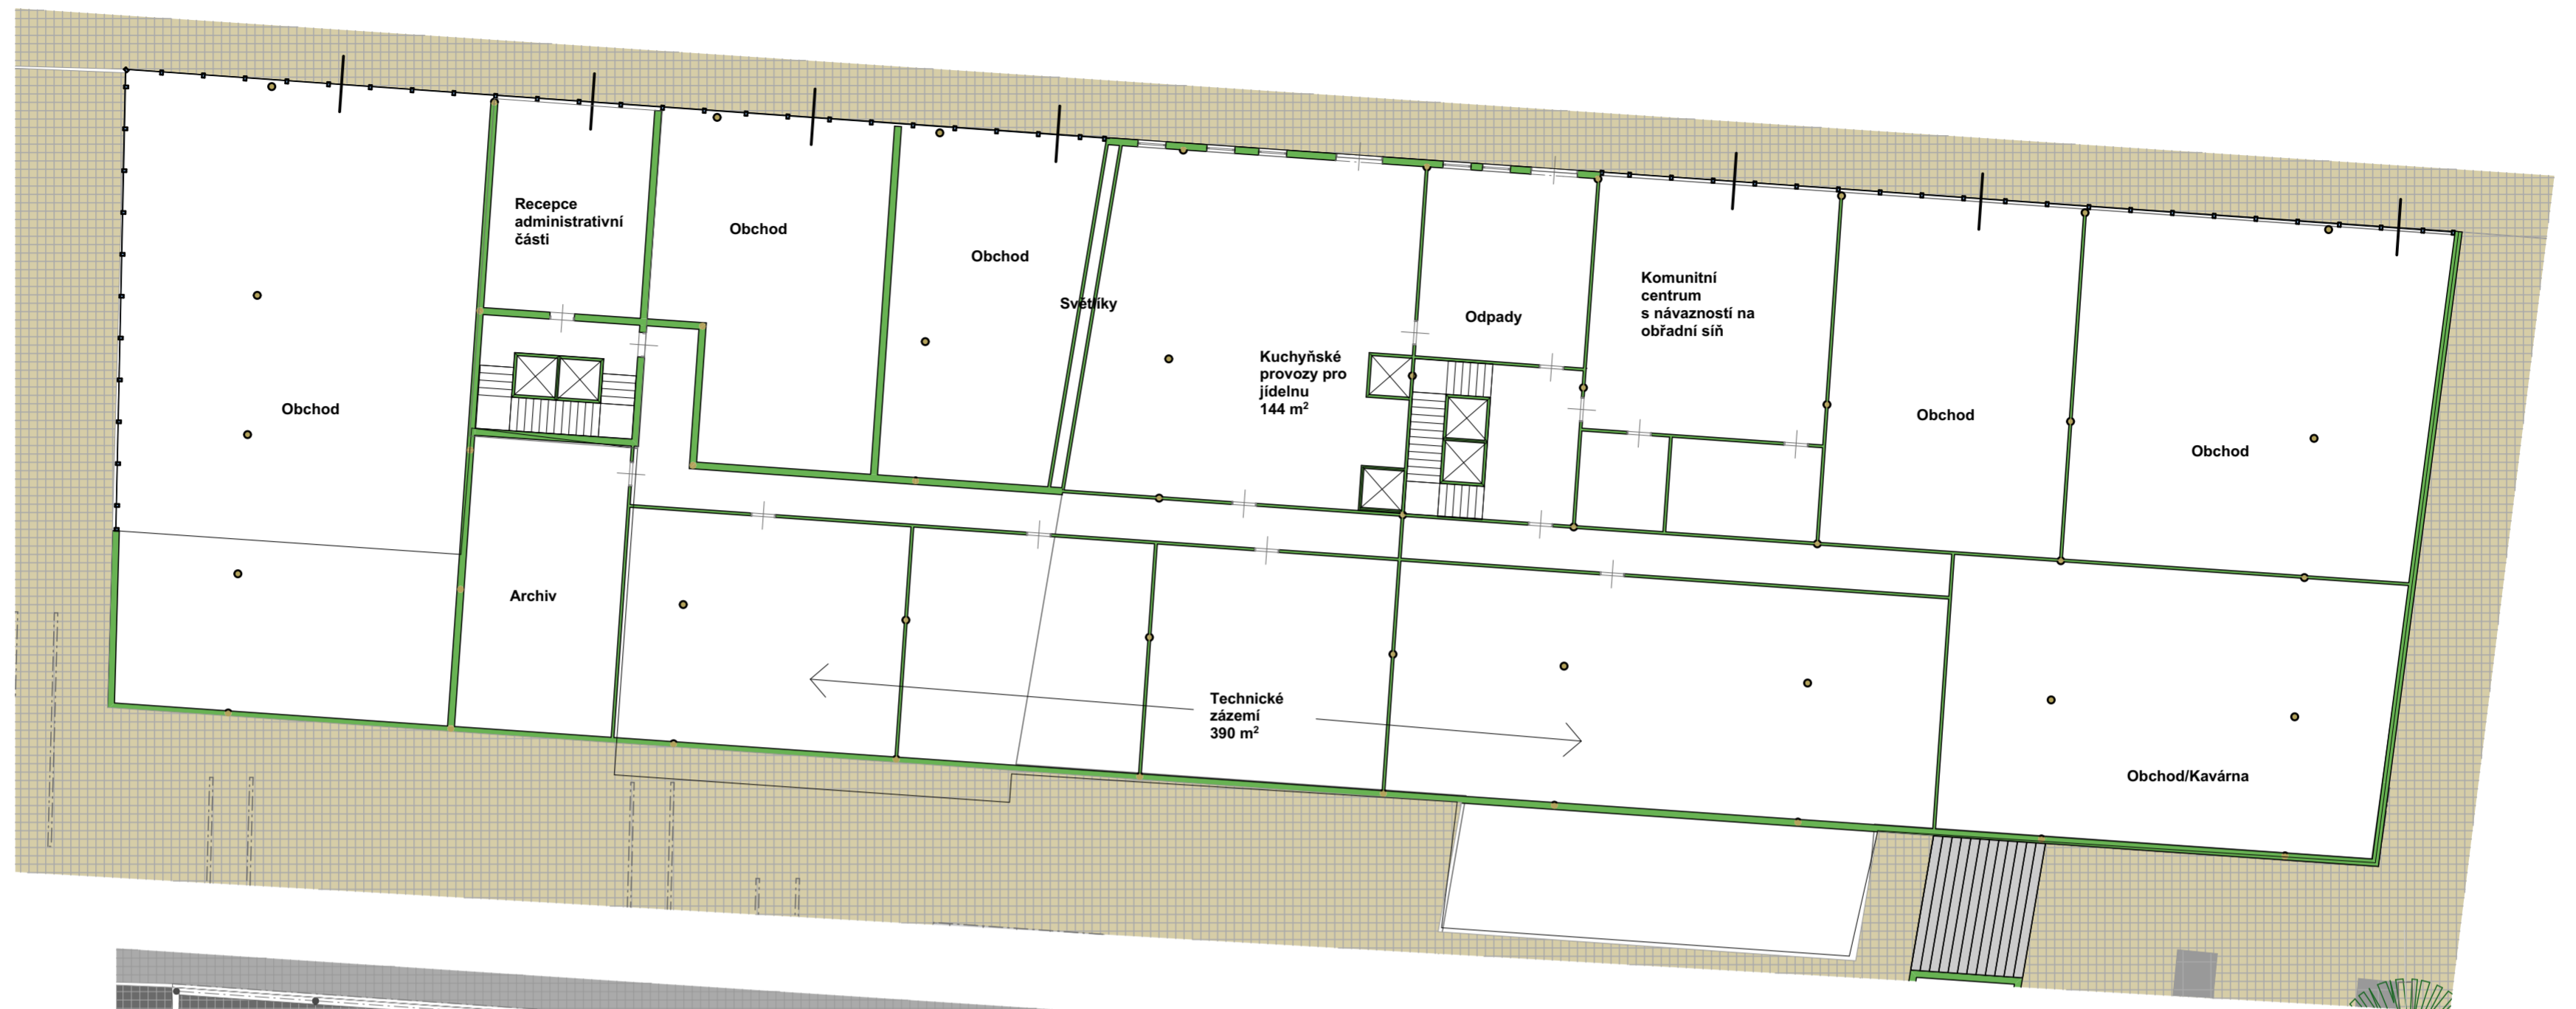 Recepce
administrativní
části
Obchod
Obchod
Světlíky
Komunitní
centrum
s návazností na
obřadní síň
Odpady
Kuchyňské
provozy pro
jídelnu
144 m²
Obchod
Obchod
Obchod
Archiv
Technické
zázemí
390 m²
Obchod/Kavárna